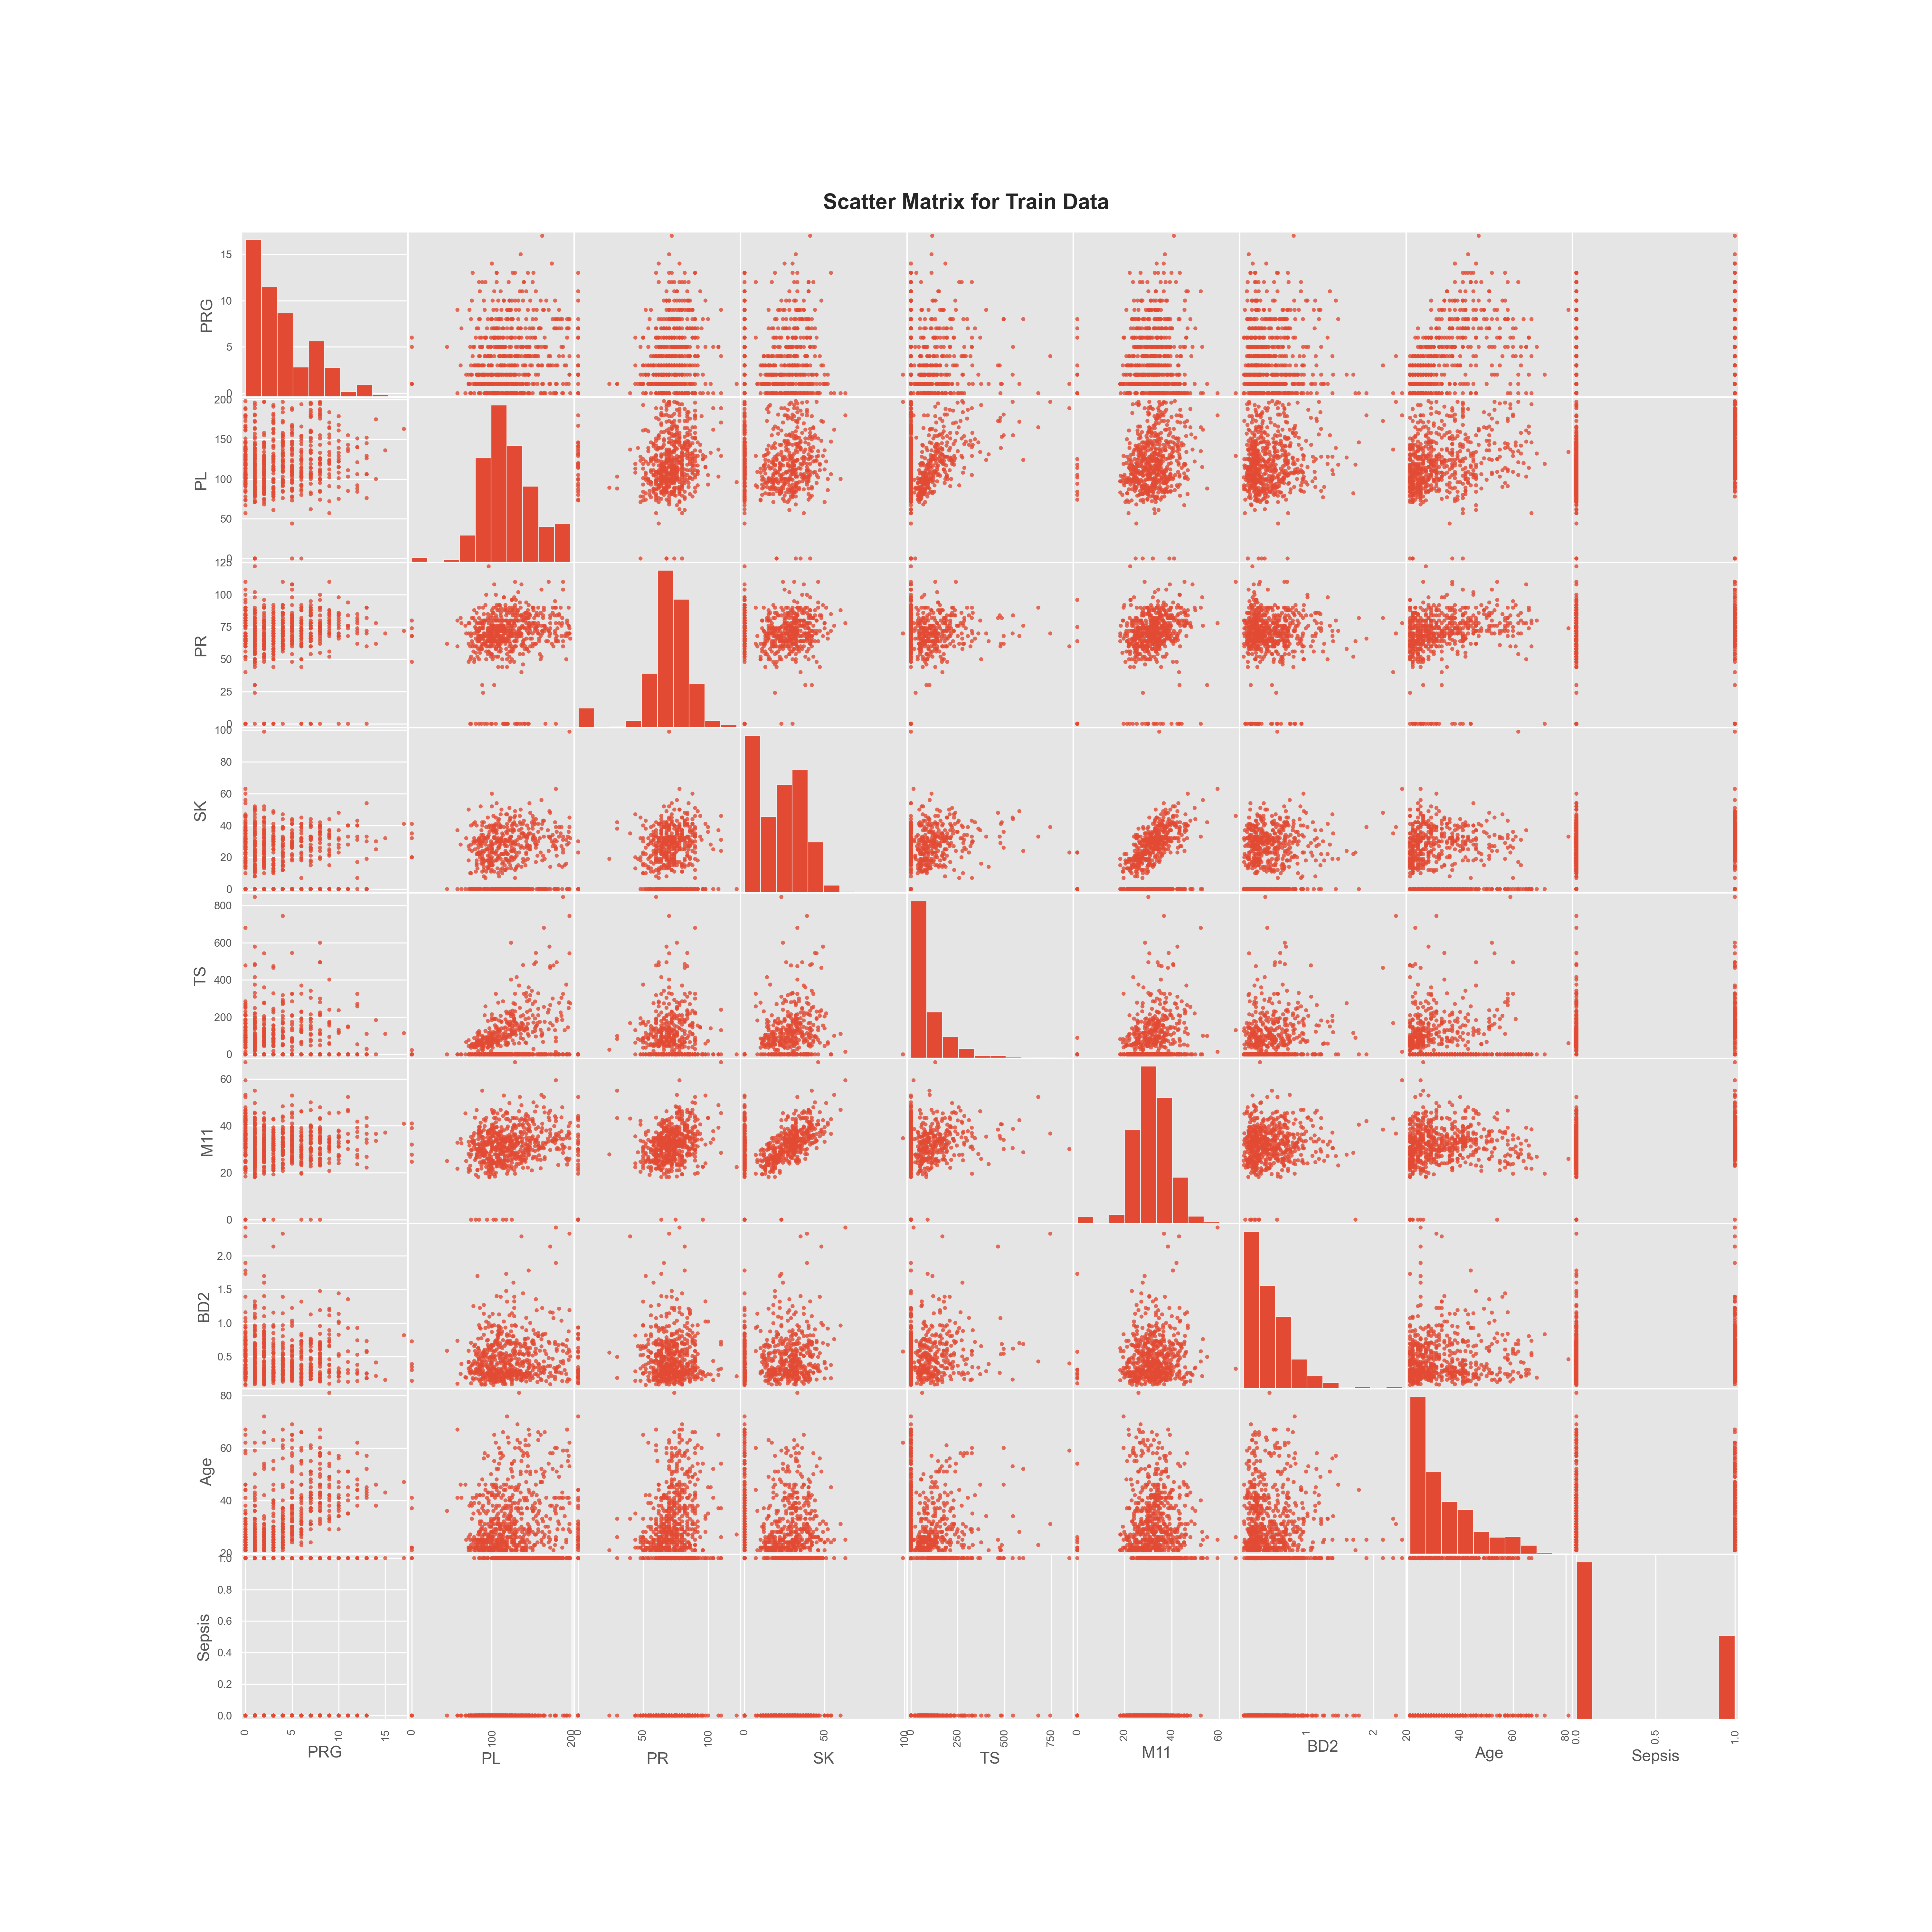 Scatter Matrix for Train Data
15
10
5
0
PRG
200
150
100
50
0
PL
125
100
75
50
25
0
PR
100
80
60
40
20
0
SK
800
600
400
200
0
TS
60
40
20
0
M11
2.0
1.5
1.0
0.5
BD2
80
60
40
20
Age
1.0
0.8
0.6
0.4
0.2
0.0
Sepsis
0 5 10 15
0 100 200
0 50 100
0 50 100
0 250 500 750
0 20 40 60
1 2
20 40 60 80
0.0 0.5 1.0
PRG PL PR SK TS M11 BD2 Age Sepsis